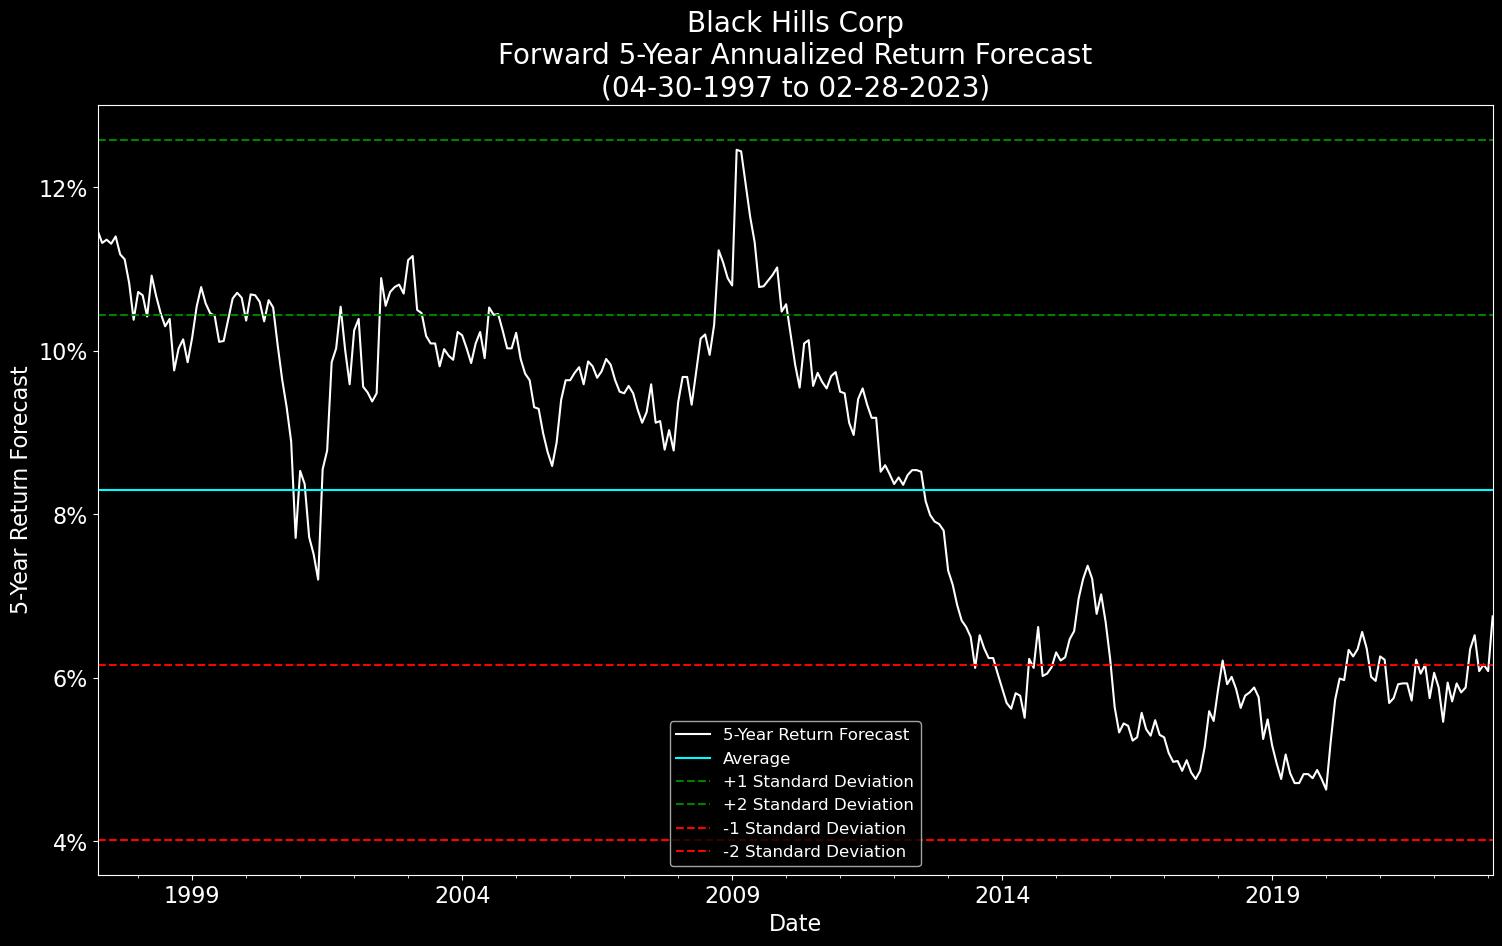 Black Hills Corp
Forward 5-Year Annualized Return Forecast
(04-30-1997 to 02-28-2023)
5-Year Return Forecast
12%
10%
8%
6%
4%
5-Year Return Forecast
Average
+1 Standard Deviation
+2 Standard Deviation
-1 Standard Deviation
-2 Standard Deviation
1999 2004 2009 2014 2019
Date